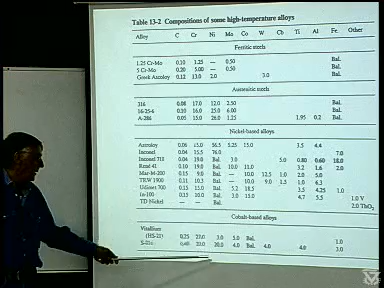 Table 13-2 Compositions of some high-temperature alloys
Alloy C Cr Ni Mo Co W Cb Ti Al Fe Other
Ferritic steels
1.25 Cr-Mo 0.10 1.25 — 0.50 Bal.
5 Cr-Mo 0.20 5.00 — 0.50 Bal.
Greek Ascoloy 0.12 13.0 2.0 3.0 Bal.
Austenitic steels
316 0.08 17.0 12.0 2.50 Bal.
16-25-6 0.10 16.0 25.0 6.00 Bal.
A-286 0.05 15.0 26.0 1.25 1.95 0.2 Bal.
Nickel-based alloys
Astroloy 0.06 15.0 56.5 5.25 15.0 3.5 4.4
Inconel 0.04 15.5 76.0 7.0
Inconel 718 0.04 19.0 Bal. 3.0 5.0 0.80 0.60 18.0
René 41 0.10 19.0 Bal. 10.0 11.0 3.2 1.6 2.0
Mar-M-200 0.15 9.0 Bal. — 10.0 12.5 1.0 2.0 5.0
TRW 1900 0.11 10.3 Bal. — 10.0 9.0 1.5 1.0 6.3
Udimet 700 0.15 15.0 Bal. 5.2 18.5 3.5 4.25 1.0
In-100 0.15 10.0 Bal. 3.0 15.0 4.7 5.5 1.0 V
TD Nickel — — Bal. 2.0 ThO2
Cobalt-based alloys
Vitallium
(HS-21) 0.25 27.0 3.0 5.0 Bal. 1.0
20.0 4.0 Bal. 4.0 4.0 3.0